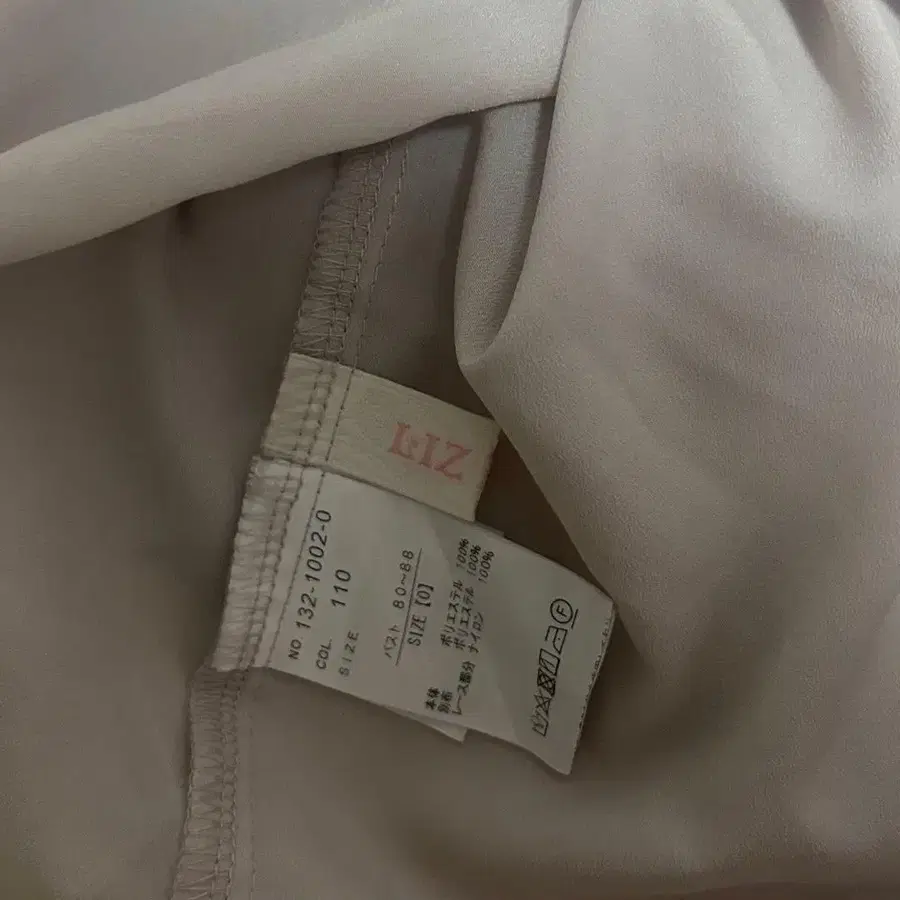 LIZ
NO 132-1002-0
COL. 110
SIZE
バスト 80~88
SIZE【0】
本体 ポリエステル 100%
別布 ポリエステル 100%
レース部分 ナイロン 100%
F